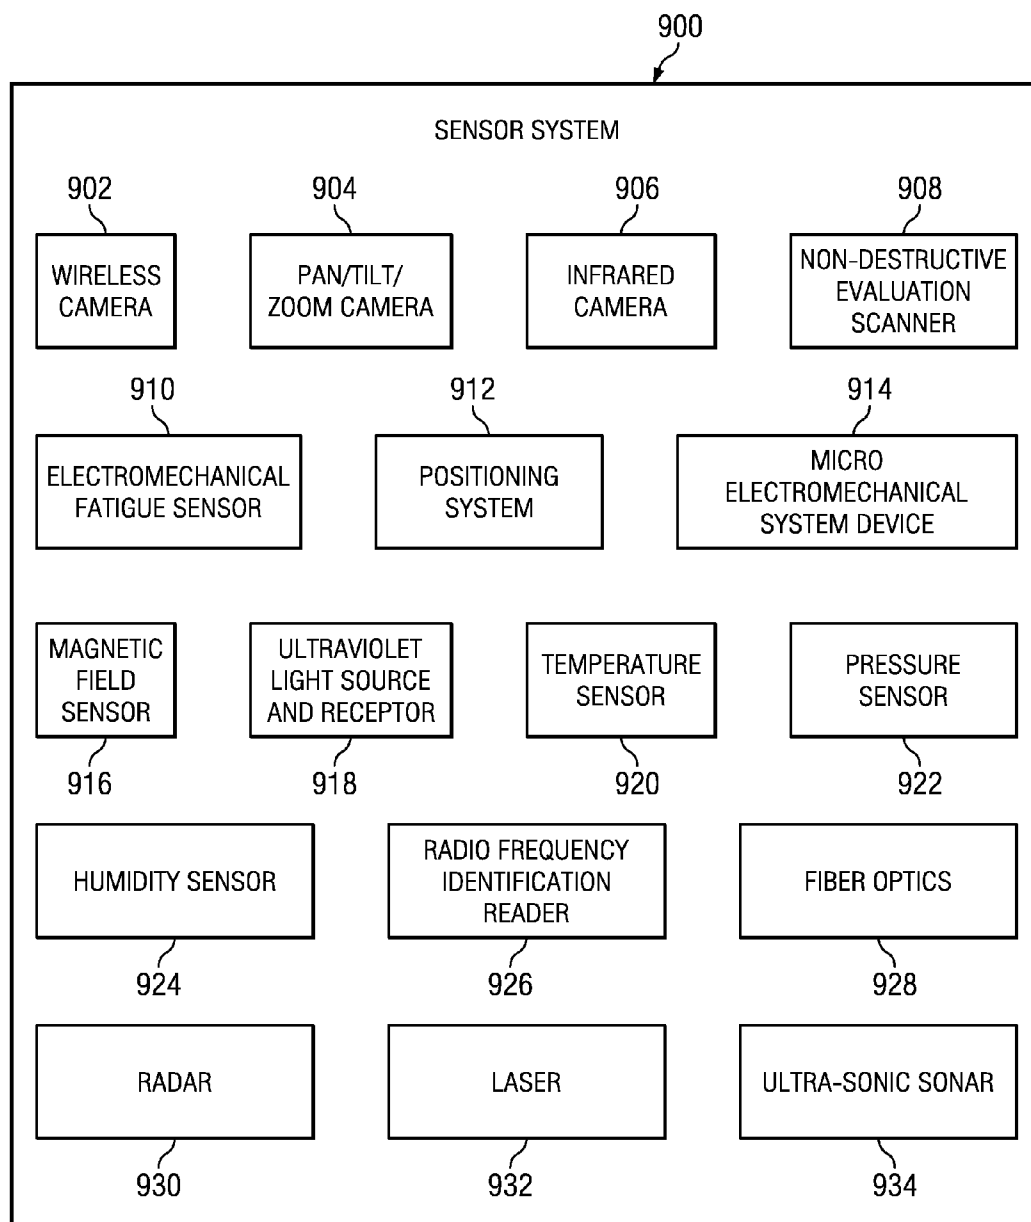 900
SENSOR SYSTEM
902
904
906
908
WIRELESS
CAMERA
PAN/TILT/
ZOOM CAMERA
INFRARED
CAMERA
NON-DESTRUCTIVE
EVALUATION
SCANNER
910
912
914
ELECTROMECHANICAL
FATIGUE SENSOR
POSITIONING
SYSTEM
MICRO
ELECTROMECHANICAL
SYSTEM DEVICE
MAGNETIC
FIELD
SENSOR
ULTRAVIOLET
LIGHT SOURCE
AND RECEPTOR
TEMPERATURE
SENSOR
PRESSURE
SENSOR
916
918
920
922
HUMIDITY SENSOR
RADIO FREQUENCY
IDENTIFICATION
READER
FIBER OPTICS
924
926
928
RADAR
LASER
ULTRA-SONIC SONAR
930
932
934